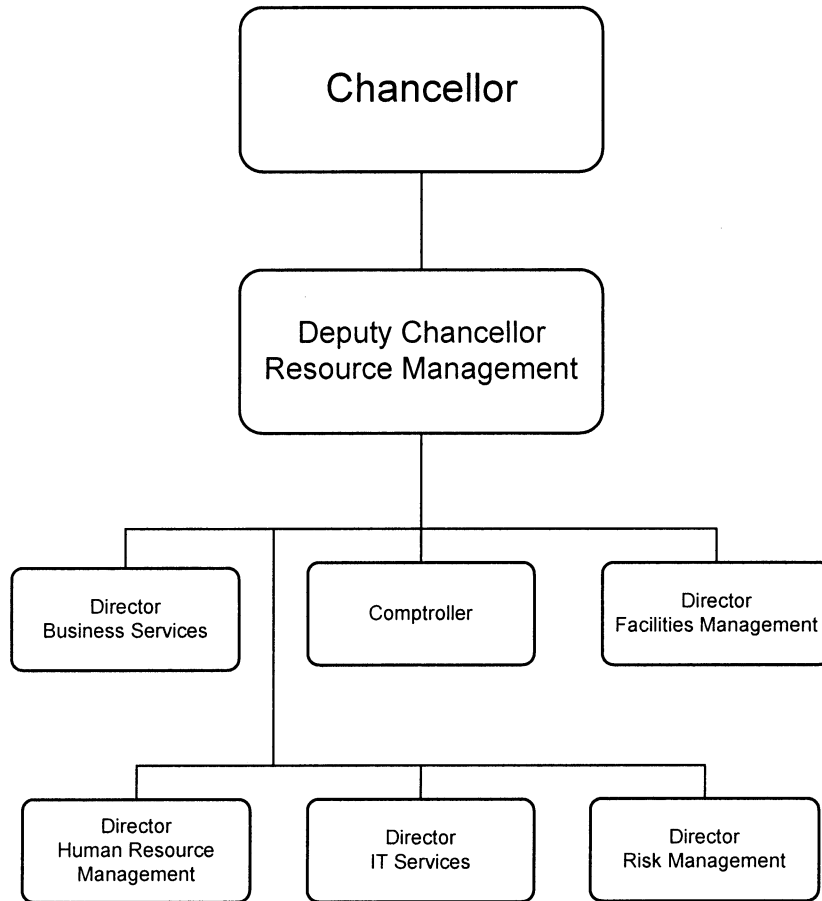 Chancellor
Deputy Chancellor
Resource Management
Director
Business Services
Comptroller
Director
Facilities Management
Director
Human Resource
Management
Director
IT Services
Director
Risk Management